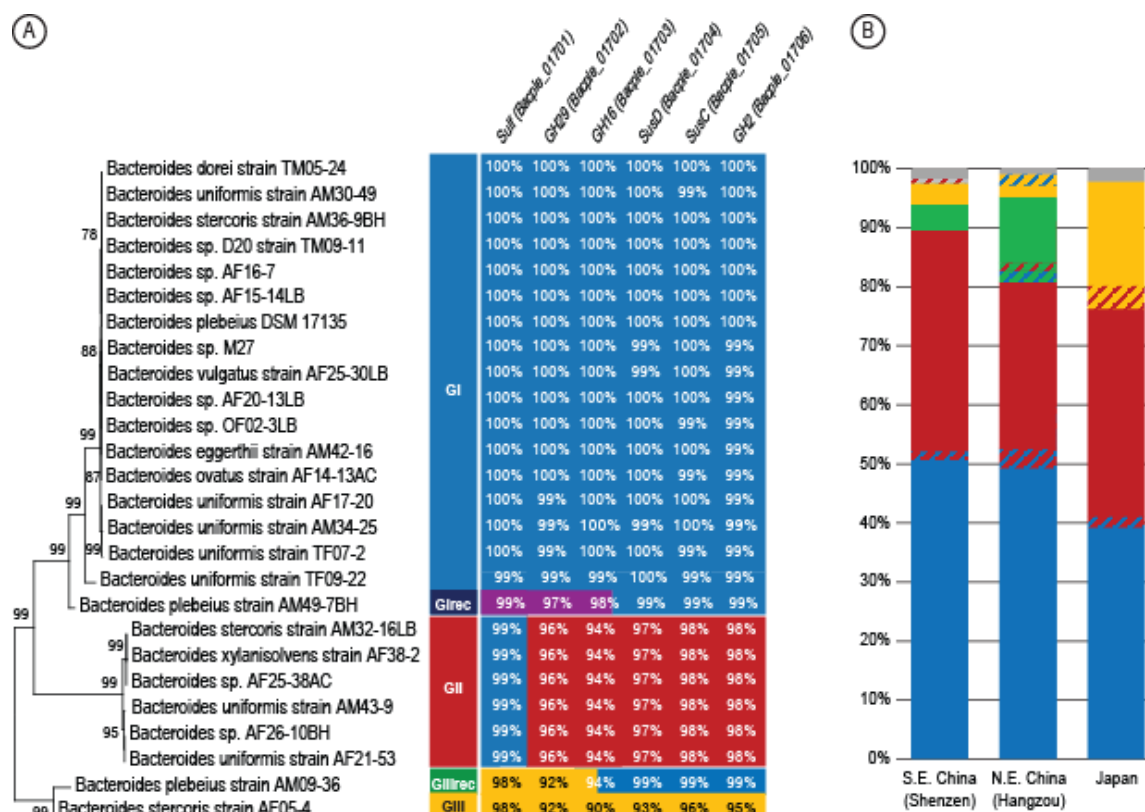 A
B
Sulf (Bacple_01701)
GH29 (Bacple_01702)
GH16 (Bacple_01703)
SusD (Bacple_01704)
SusC (Bacple_01705)
GH2 (Bacple_01706)
Bacteroides dorei strain TM05-24 100% 100% 100% 100% 100% 100%
Bacteroides uniformis strain AM30-49 100% 100% 100% 100% 99% 100%
Bacteroides stercoris strain AM36-9BH 100% 100% 100% 100% 100% 100%
78 Bacteroides sp. D20 strain TM09-11 100% 100% 100% 100% 100% 100%
Bacteroides sp. AF16-7 100% 100% 100% 100% 100% 100%
Bacteroides sp. AF15-14LB 100% 100% 100% 100% 100% 100%
Bacteroides plebeius DSM 17135 100% 100% 100% 100% 100% 100%
88 Bacteroides sp. M27 100% 100% 100% 99% 100% 99%
Bacteroides vulgatus strain AF25-30LB 100% 100% 100% 99% 100% 99%
GI
Bacteroides sp. AF20-13LB 100% 100% 100% 100% 100% 99%
Bacteroides sp. OF02-3LB 100% 100% 100% 100% 99% 99%
99 Bacteroides eggerthii strain AM42-16 100% 100% 100% 100% 100% 99%
87 Bacteroides ovatus strain AF14-13AC 100% 100% 100% 100% 99% 99%
99 Bacteroides uniformis strain AF17-20 100% 99% 100% 100% 100% 99%
Bacteroides uniformis strain AM34-25 100% 99% 100% 99% 100% 99%
99 99 Bacteroides uniformis strain TF07-2 100% 99% 100% 100% 99% 99%
Bacteroides uniformis strain TF09-22 99% 99% 99% 100% 99% 99%
99 Bacteroides plebeius strain AM49-7BH GIrec 99% 97% 98% 99% 99% 99%
Bacteroides stercoris strain AM32-16LB 99% 96% 94% 97% 98% 98%
99 Bacteroides xylanisolvens strain AF38-2 99% 96% 94% 97% 98% 98%
99 Bacteroides sp. AF25-38AC 99% 96% 94% 97% 98% 98%
GII
Bacteroides uniformis strain AM43-9 99% 96% 94% 97% 98% 98%
95 Bacteroides sp. AF26-10BH 99% 96% 94% 97% 98% 98%
Bacteroides uniformis strain AF21-53 99% 96% 94% 97% 98% 98%
Bacteroides plebeius strain AM09-36 GIIIrec 98% 92% 94% 99% 99% 99%
99 Bacteroides stercoris strain AF05-4 GIII 98% 92% 90% 93% 96% 95%
100%
90%
80%
70%
60%
50%
40%
30%
20%
10%
0%
S.E. China N.E. China Japan
(Shenzen) (Hangzou)